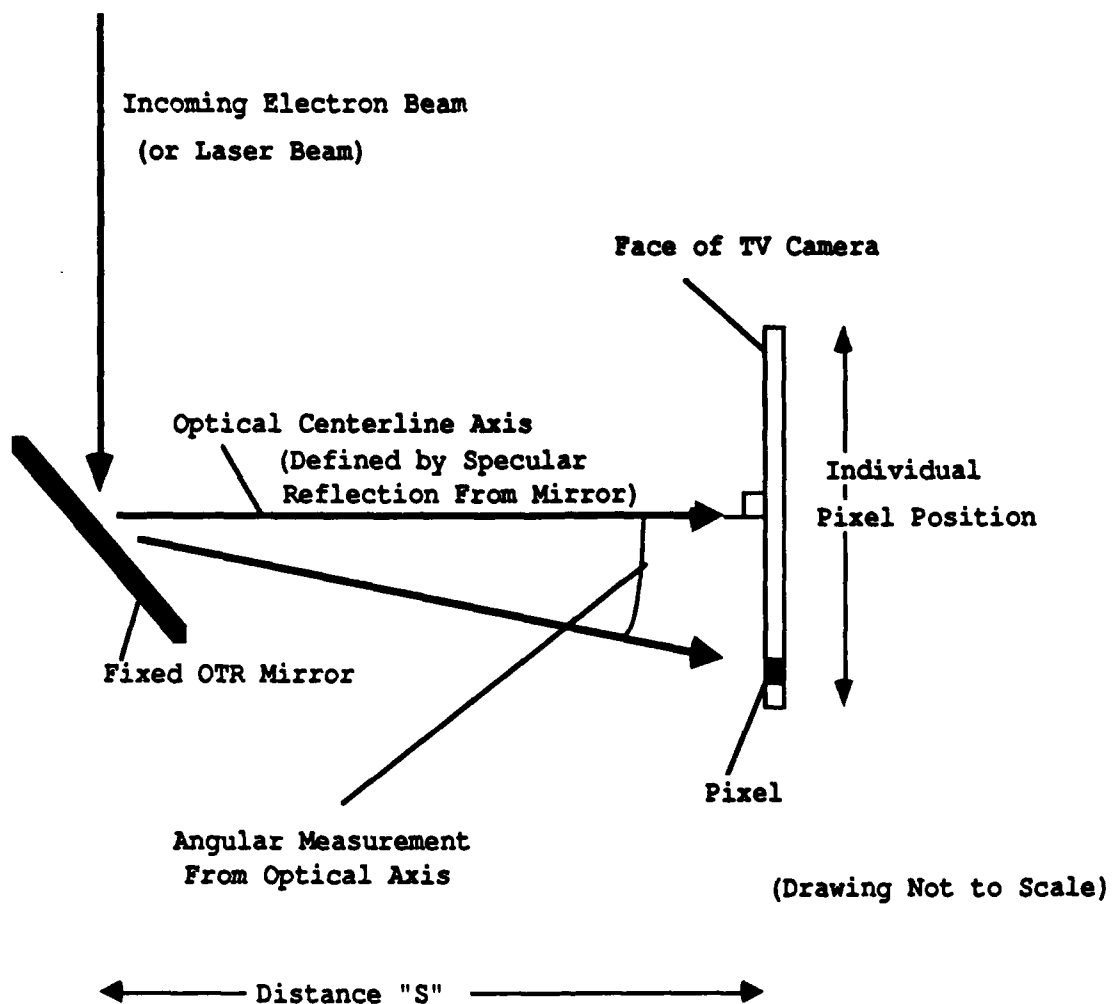 Incoming Electron Beam
(or Laser Beam)
Face of TV Camera
Optical Centerline Axis
(Defined by Specular
Reflection From Mirror)
Individual
Pixel Position
Fixed OTR Mirror
Pixel
Angular Measurement
From Optical Axis
(Drawing Not to Scale)
Distance "S"